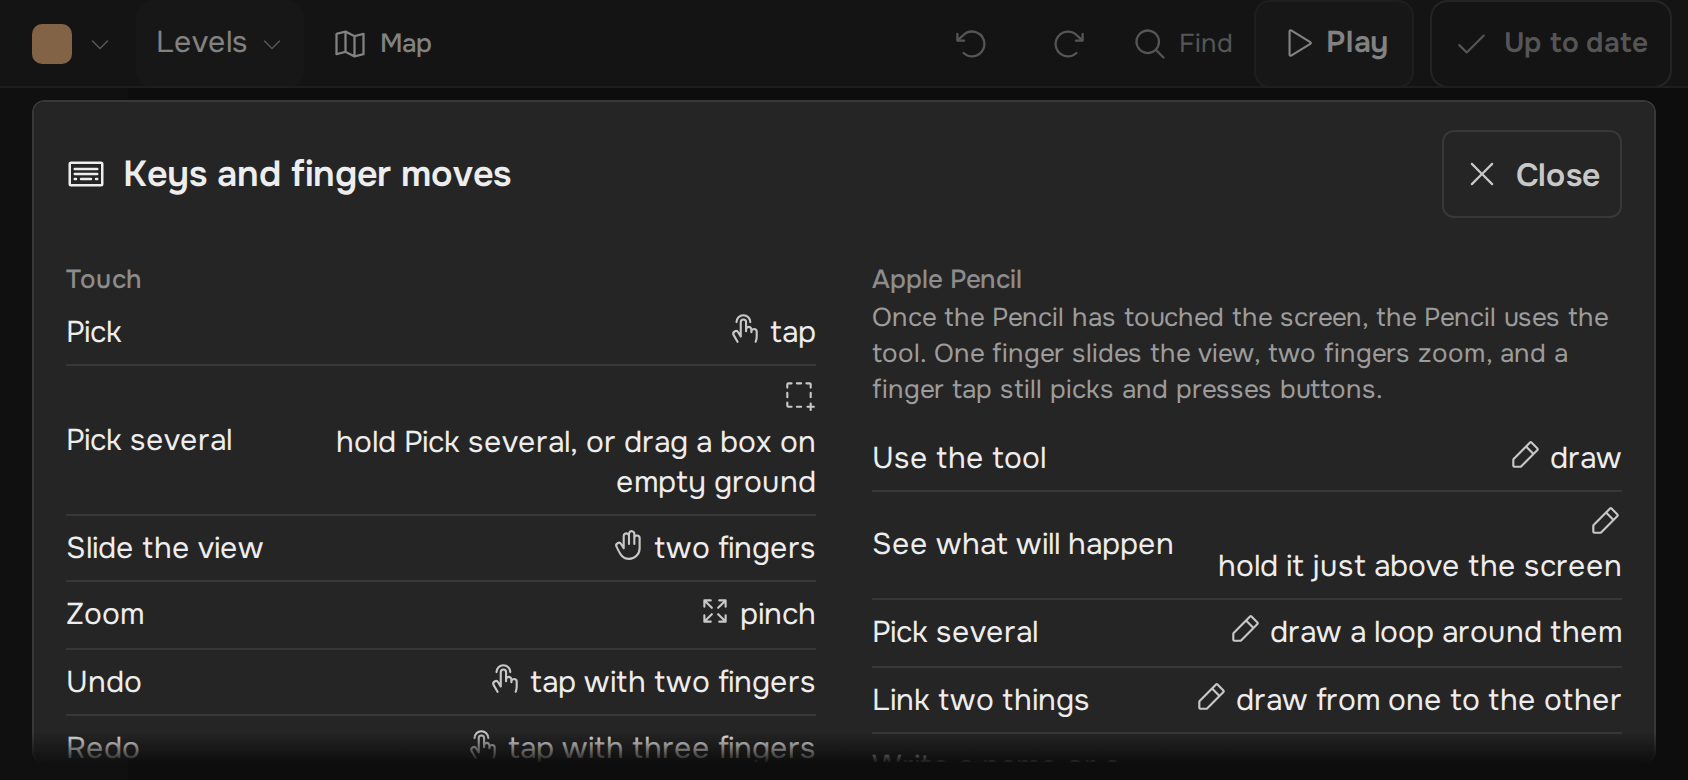 Levels
Map
Find
Play
Up to date
Keys and finger moves
Close
Touch
Pick
tap
Pick several
hold Pick several, or drag a box on
empty ground
Slide the view
two fingers
Zoom
pinch
Undo
tap with two fingers
Redo
tap with three fingers
Apple Pencil
Once the Pencil has touched the screen, the Pencil uses the
tool. One finger slides the view, two fingers zoom, and a
finger tap still picks and presses buttons.
Use the tool
draw
See what will happen
hold it just above the screen
Pick several
draw a loop around them
Link two things
draw from one to the other